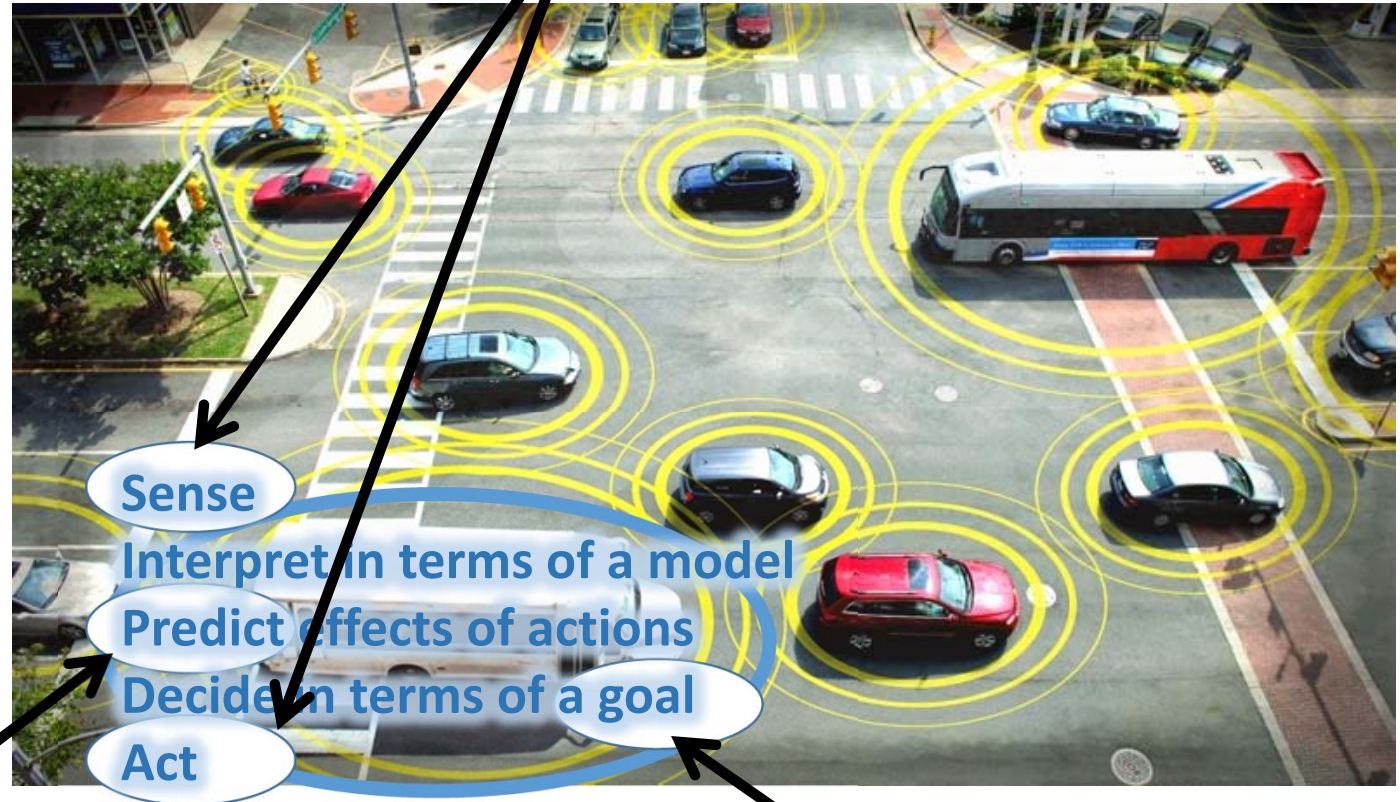 Sense
Interpret in terms of a model
Predict effects of actions
Decide in terms of a goal
Act